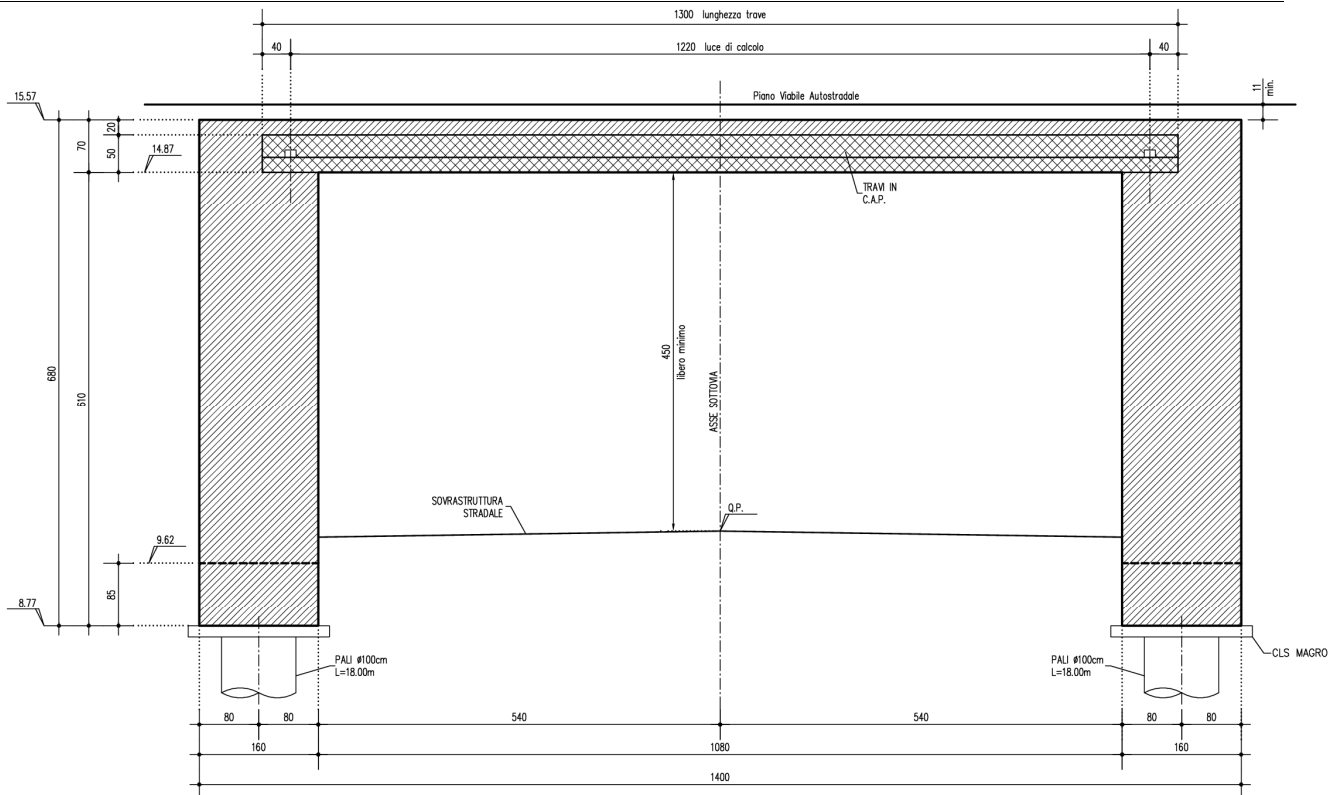 1300 lunghezza trave
40
1220 luce di calcolo
40
11
min.
Piano Viabile Autostradale
15.57
20
70
50
14.87
TRAVI IN
C.A.P.
680
610
450
libero minimo
ASSE SOTTOVIA
SOVRASTRUTTURA
STRADALE
Q.P.
9.62
85
8.77
CLS MAGRO
PALI ø100cm
L=18.00m
PALI ø100cm
L=18.00m
80
80
540
540
80
80
160
1080
160
1400